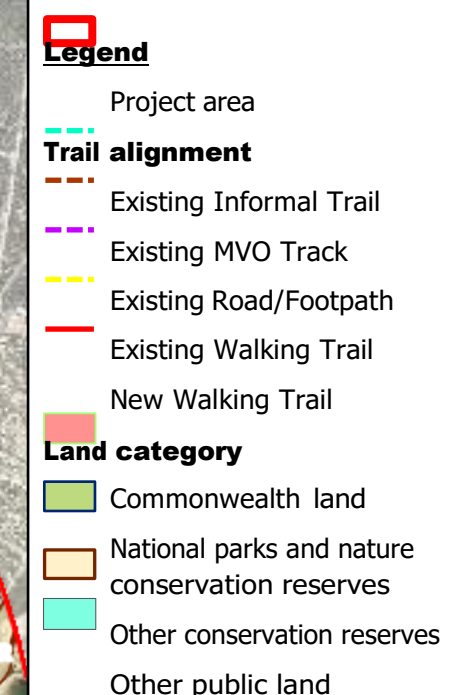 Legend
Project area
Trail alignment
Existing Informal Trail
Existing MVO Track
Existing Road/Footpath
Existing Walking Trail
New Walking Trail
Land category
Commonwealth land
National parks and nature
conservation reserves
Other conservation reserves
Other public land